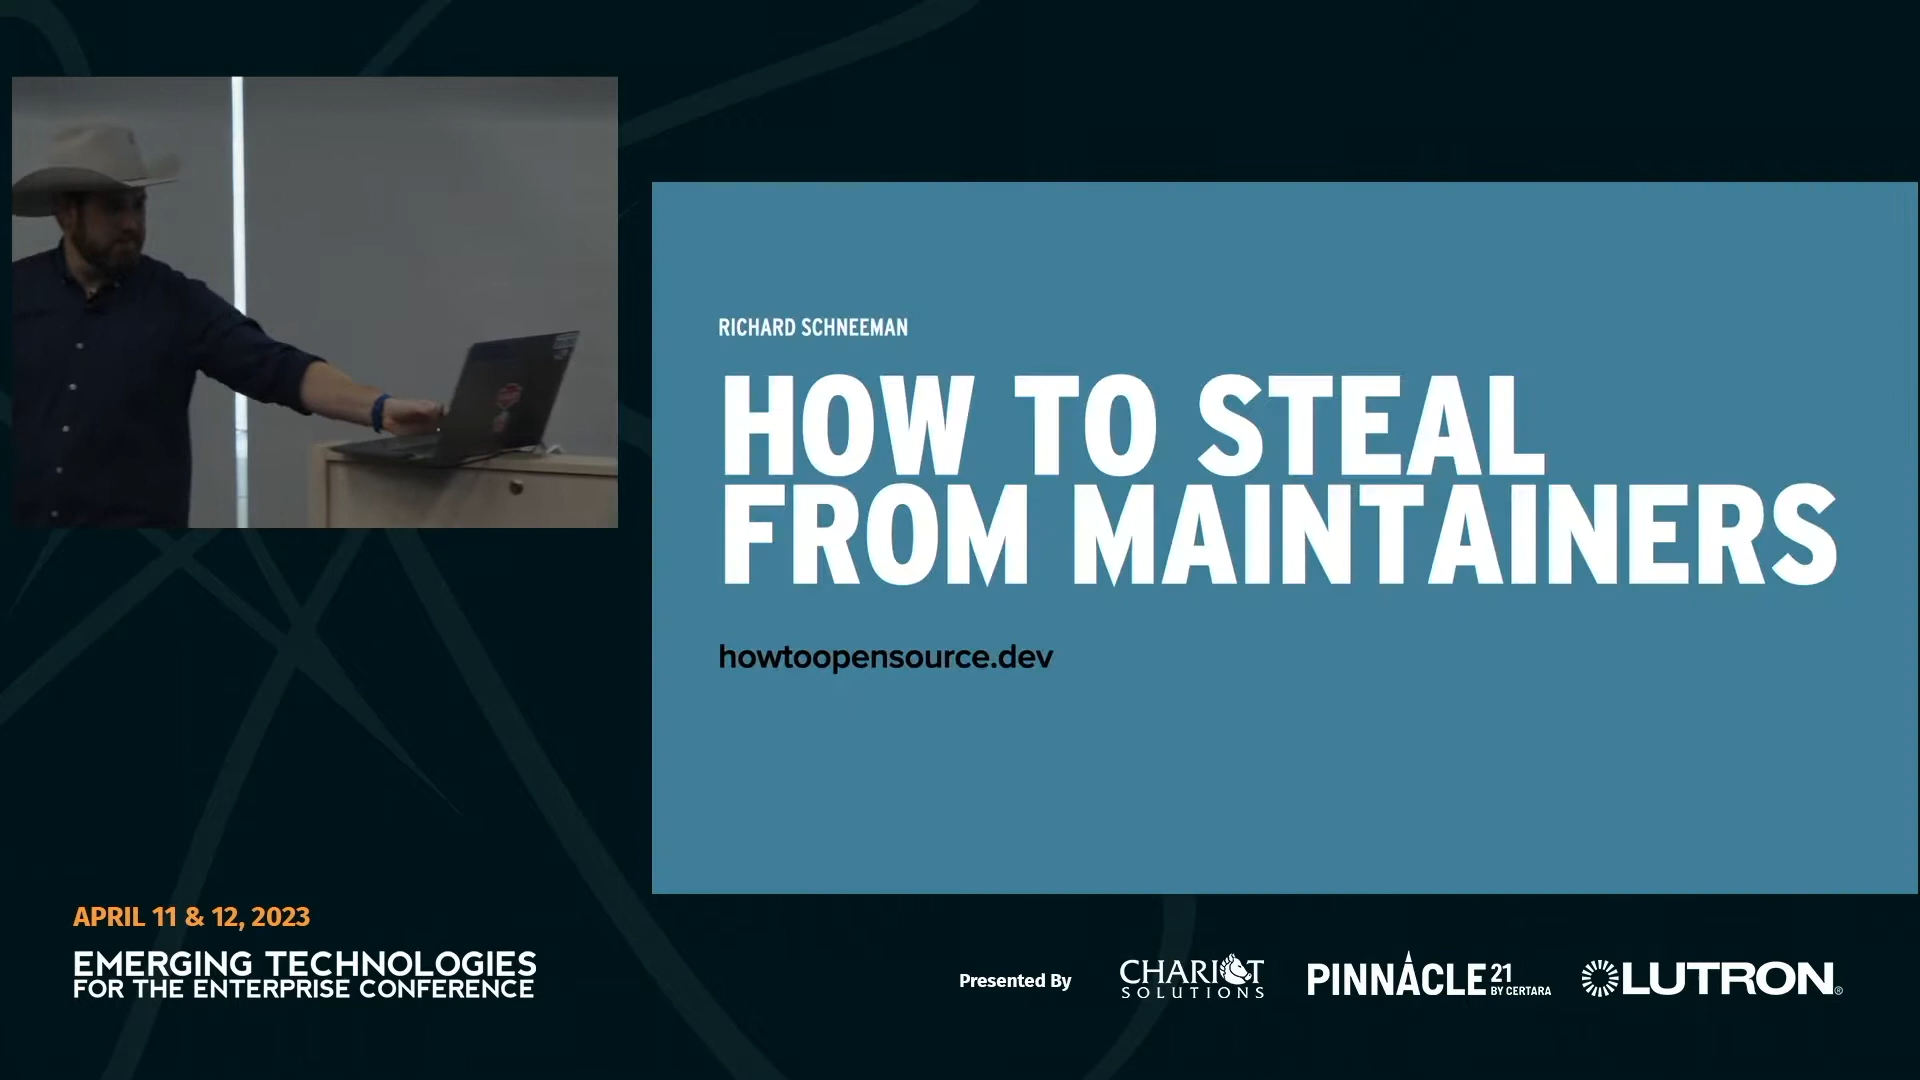 RICHARD SCHNEEMAN
HOW TO STEAL
FROM MAINTAINERS
howtoopensource.dev
APRIL 11 & 12, 2023
EMERGING TECHNOLOGIES
FOR THE ENTERPRISE CONFERENCE
Presented By
CHARIOT
SOLUTIONS
PINNACLE 21
BY CERTARA
LUTRON®